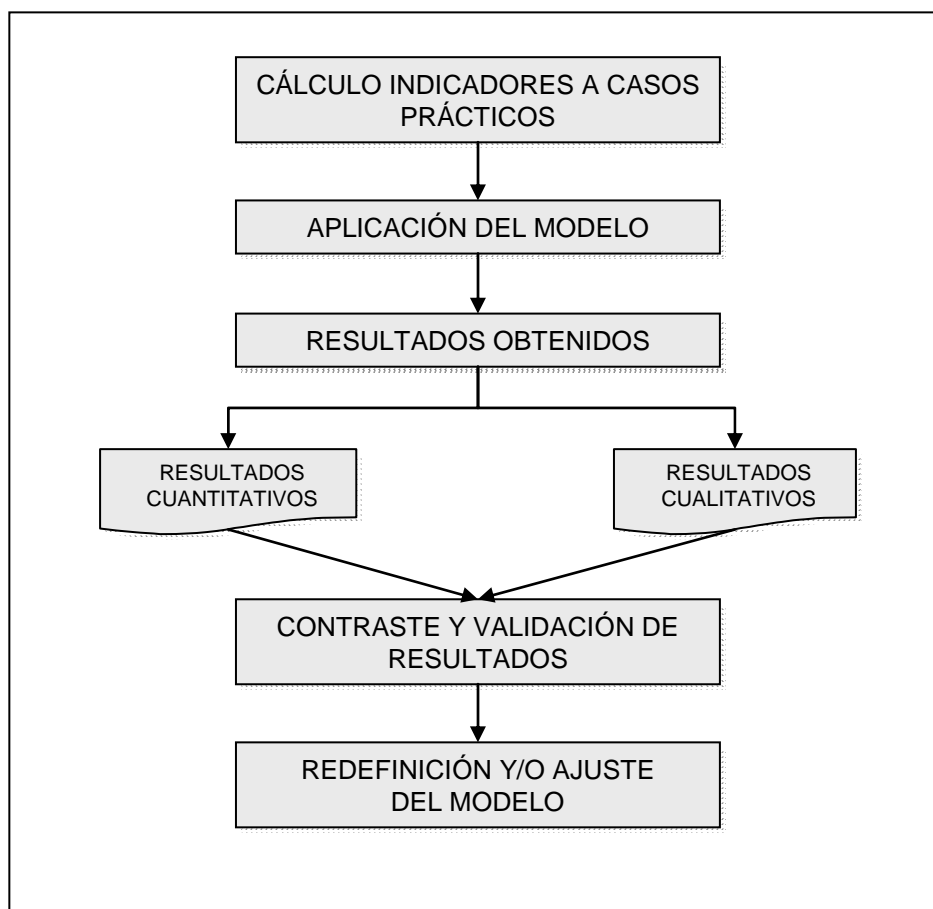 CÁLCULO INDICADORES A CASOS
PRÁCTICOS
APLICACIÓN DEL MODELO
RESULTADOS OBTENIDOS
RESULTADOS
CUANTITATIVOS
RESULTADOS
CUALITATIVOS
CONTRASTE Y VALIDACIÓN DE
RESULTADOS
REDEFINICIÓN Y/O AJUSTE
DEL MODELO